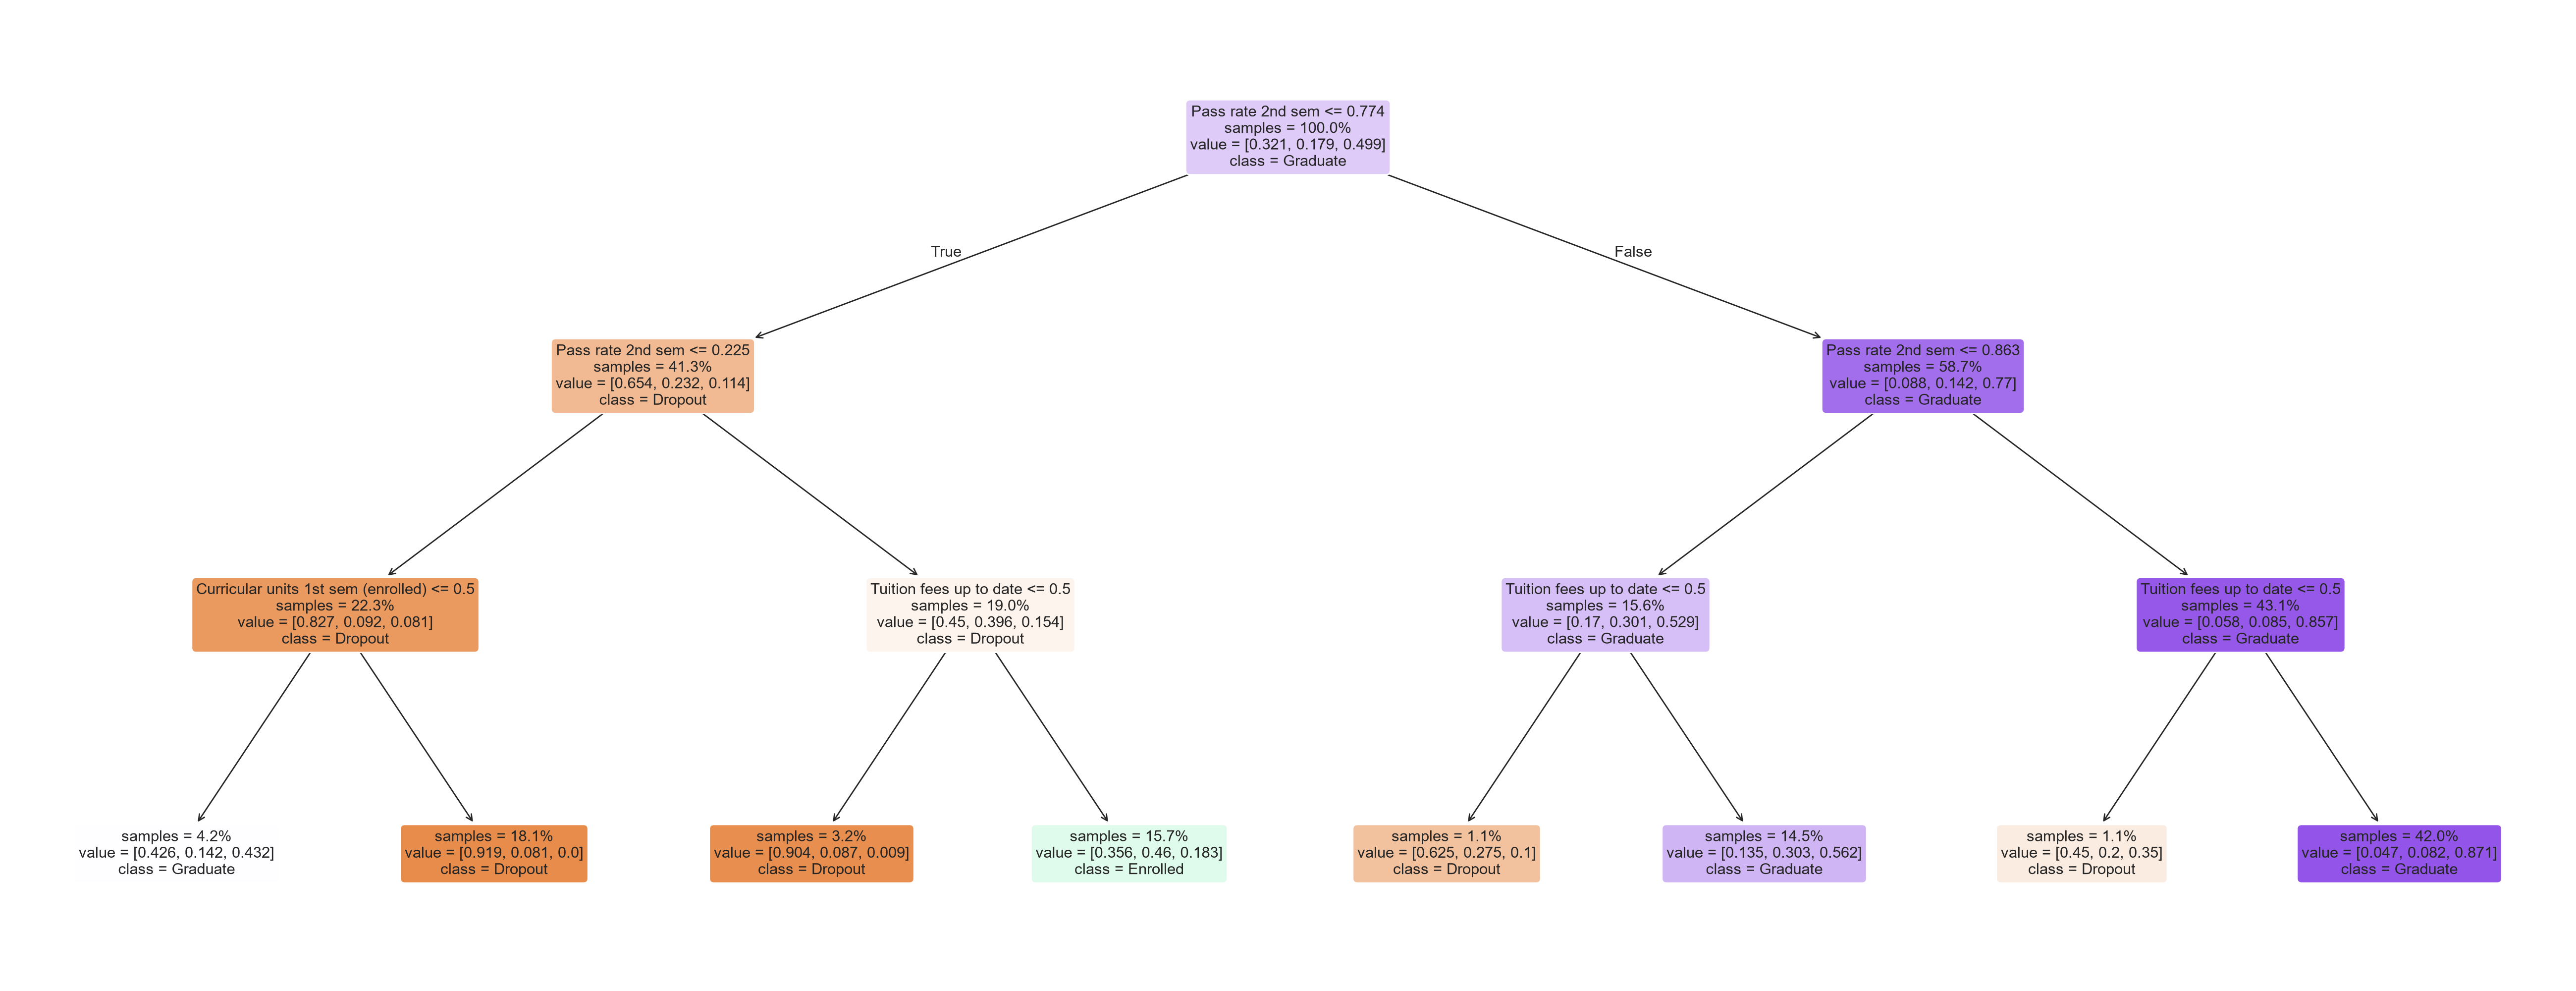 Pass rate 2nd sem <= 0.774
samples = 100.0%
value = [0.321, 0.179, 0.499]
class = Graduate
True
False
Pass rate 2nd sem <= 0.225
samples = 41.3%
value = [0.654, 0.232, 0.114]
class = Dropout
Pass rate 2nd sem <= 0.863
samples = 58.7%
value = [0.088, 0.142, 0.77]
class = Graduate
Curricular units 1st sem (enrolled) <= 0.5
samples = 22.3%
value = [0.827, 0.092, 0.081]
class = Dropout
Tuition fees up to date <= 0.5
samples = 19.0%
value = [0.45, 0.396, 0.154]
class = Dropout
Tuition fees up to date <= 0.5
samples = 15.6%
value = [0.17, 0.301, 0.529]
class = Graduate
Tuition fees up to date <= 0.5
samples = 43.1%
value = [0.058, 0.085, 0.857]
class = Graduate
samples = 4.2%
value = [0.426, 0.142, 0.432]
class = Graduate
samples = 18.1%
value = [0.919, 0.081, 0.0]
class = Dropout
samples = 3.2%
value = [0.904, 0.087, 0.009]
class = Dropout
samples = 15.7%
value = [0.356, 0.46, 0.183]
class = Enrolled
samples = 1.1%
value = [0.625, 0.275, 0.1]
class = Dropout
samples = 14.5%
value = [0.135, 0.303, 0.562]
class = Graduate
samples = 1.1%
value = [0.45, 0.2, 0.35]
class = Dropout
samples = 42.0%
value = [0.047, 0.082, 0.871]
class = Graduate